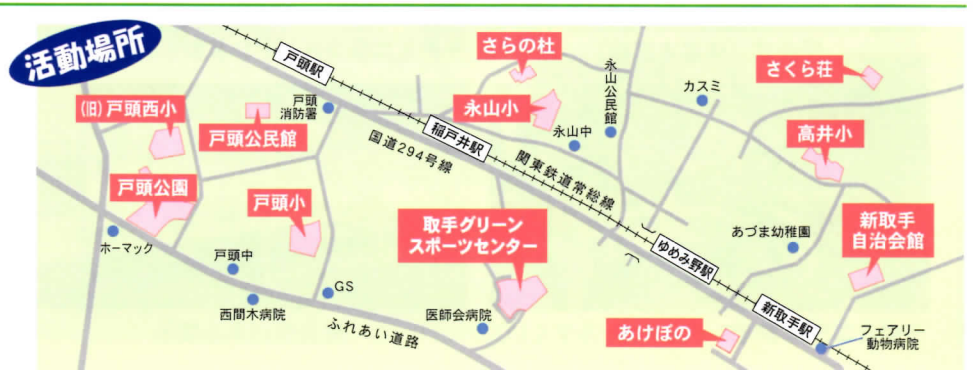 活動場所
戸頭駅
さらの杜
永山公民館
カスミ
さくら荘
(旧)戸頭西小
戸頭公民館
戸頭
消防署
稲戸井駅
永山小
永山中
高井小
国道294号線
関東鉄道常総線
戸頭公園
戸頭小
取手グリーン
スポーツセンター
ゆめみ野駅
あづま幼稚園
新取手
自治会館
ホーマック
戸頭中
西間木病院
GS
ふれあい道路
医師会病院
あけぼの
新取手駅
フェアリー
動物病院